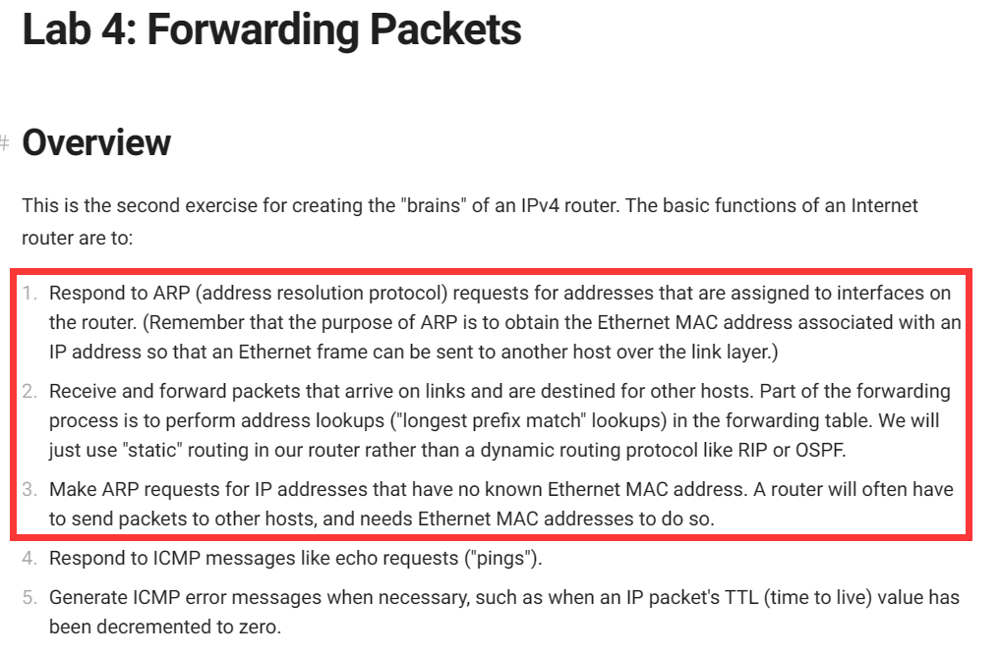 Lab 4: Forwarding Packets
# Overview
This is the second exercise for creating the "brains" of an IPv4 router. The basic functions of an Internet
router are to:
1. Respond to ARP (address resolution protocol) requests for addresses that are assigned to interfaces on
the router. (Remember that the purpose of ARP is to obtain the Ethernet MAC address associated with an
IP address so that an Ethernet frame can be sent to another host over the link layer.)
2. Receive and forward packets that arrive on links and are destined for other hosts. Part of the forwarding
process is to perform address lookups ("longest prefix match" lookups) in the forwarding table. We will
just use "static" routing in our router rather than a dynamic routing protocol like RIP or OSPF.
3. Make ARP requests for IP addresses that have no known Ethernet MAC address. A router will often have
to send packets to other hosts, and needs Ethernet MAC addresses to do so.
4. Respond to ICMP messages like echo requests ("pings").
5. Generate ICMP error messages when necessary, such as when an IP packet's TTL (time to live) value has
been decremented to zero.